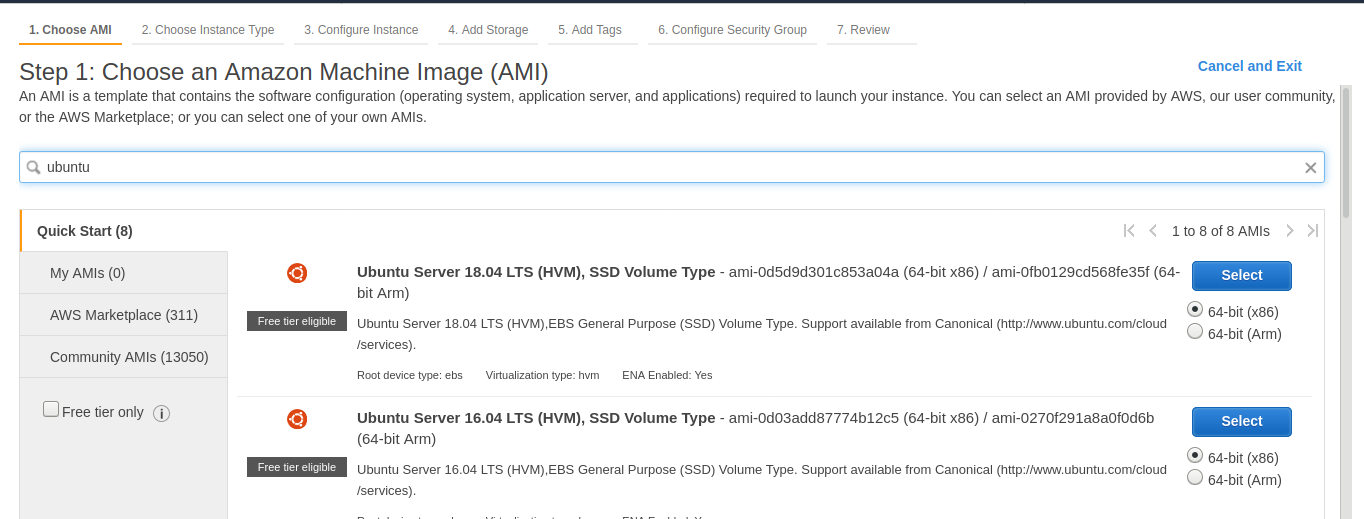 1. Choose AMI 2. Choose Instance Type 3. Configure Instance 4. Add Storage 5. Add Tags 6. Configure Security Group 7. Review
Step 1: Choose an Amazon Machine Image (AMI)
Cancel and Exit
An AMI is a template that contains the software configuration (operating system, application server, and applications) required to launch your instance. You can select an AMI provided by AWS, our user community,
or the AWS Marketplace; or you can select one of your own AMIs.
ubuntu
Quick Start (8)
1 to 8 of 8 AMIs
My AMIs (0)
AWS Marketplace (311)
Community AMIs (13050)
Free tier only
Ubuntu Server 18.04 LTS (HVM), SSD Volume Type - ami-0d5d9d301c853a04a (64-bit x86) / ami-0fb0129cd568fe35f (64-
bit Arm)
Free tier eligible
Ubuntu Server 18.04 LTS (HVM),EBS General Purpose (SSD) Volume Type. Support available from Canonical (http://www.ubuntu.com/cloud
/services).
Root device type: ebs Virtualization type: hvm ENA Enabled: Yes
Select
64-bit (x86)
64-bit (Arm)
Ubuntu Server 16.04 LTS (HVM), SSD Volume Type - ami-0d03add87774b12c5 (64-bit x86) / ami-0270f291a8a0f0d6b
(64-bit Arm)
Free tier eligible
Ubuntu Server 16.04 LTS (HVM),EBS General Purpose (SSD) Volume Type. Support available from Canonical (http://www.ubuntu.com/cloud
/services).
Select
64-bit (x86)
64-bit (Arm)